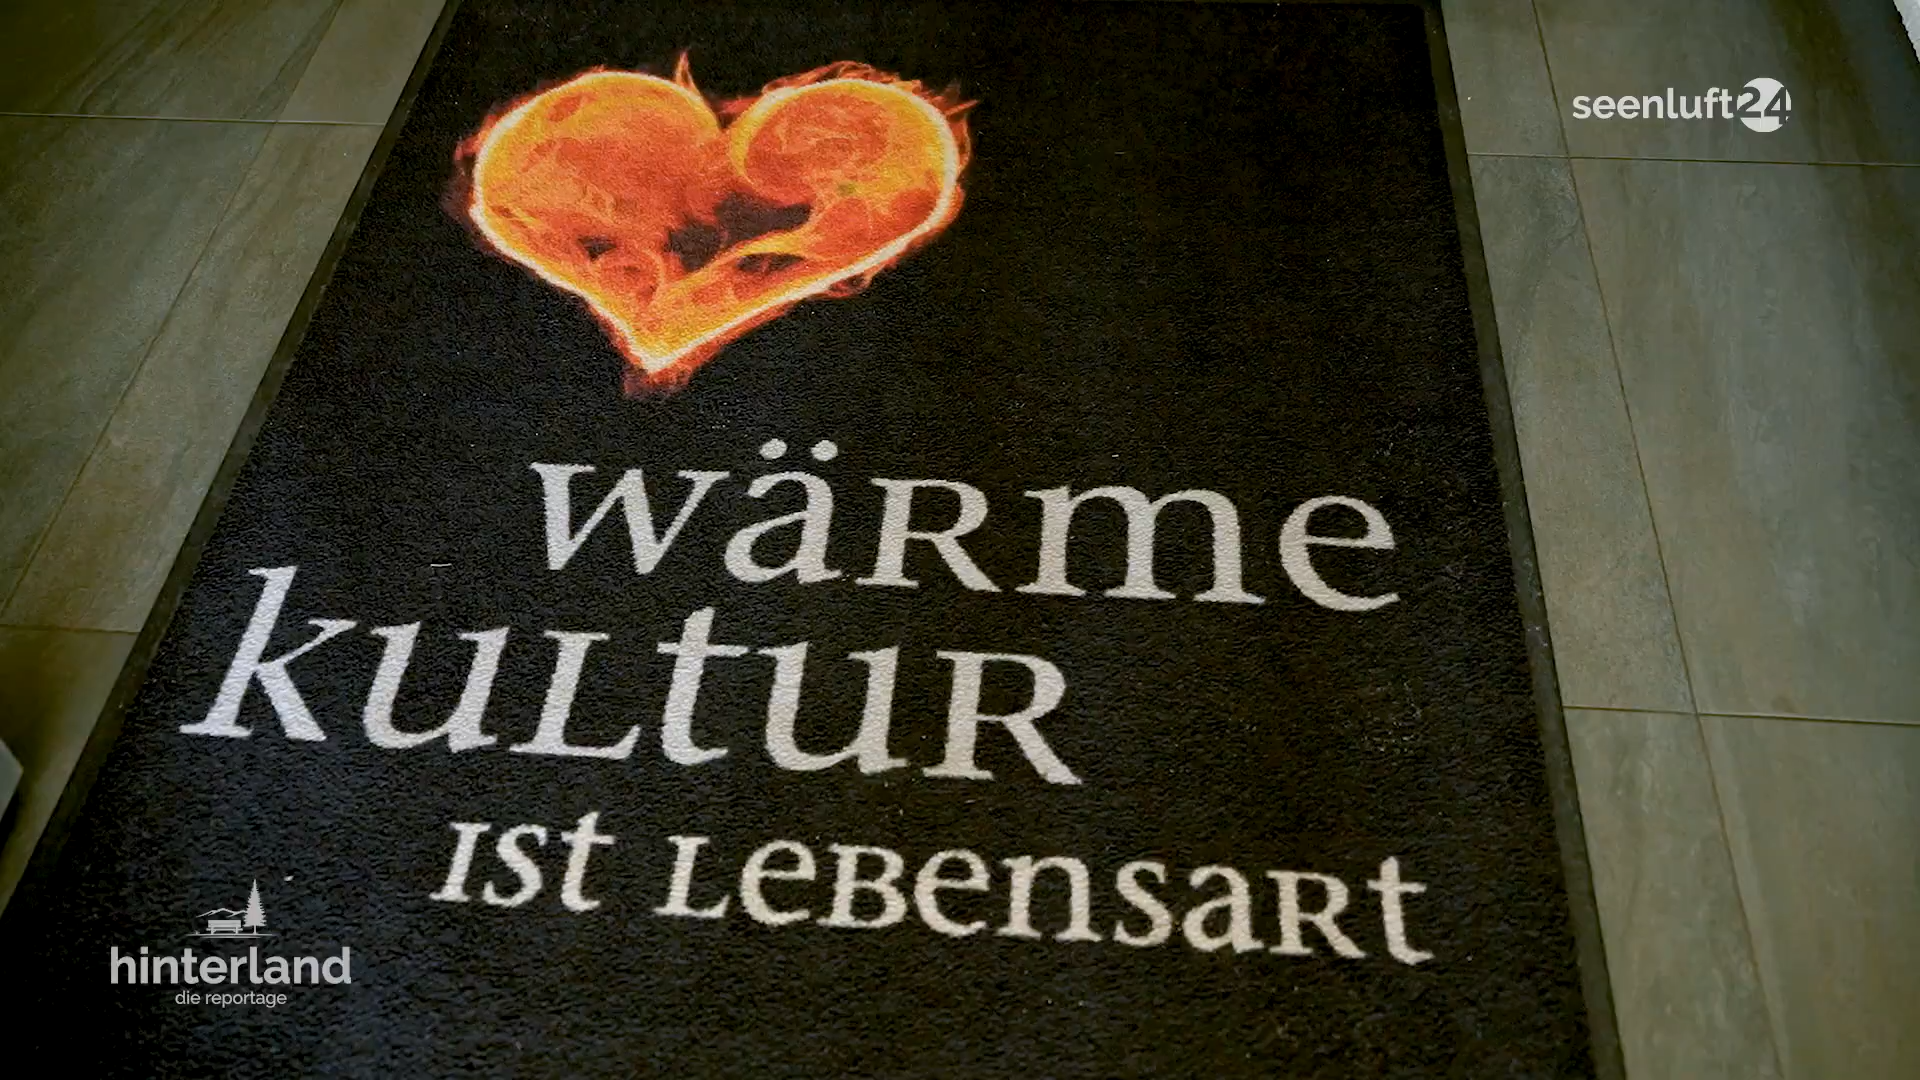 seenluft24
wärme
kultur
ist Lebensart
hinterland
die reportage